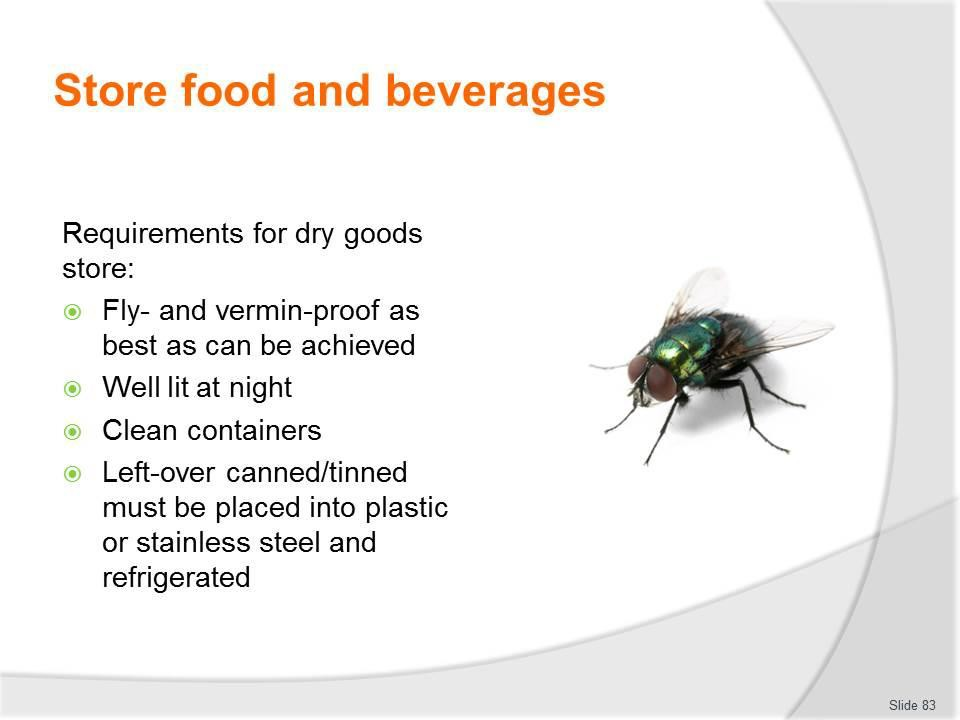 Store food and beverages
Requirements for dry goods
store:
Fly- and vermin-proof as
best as can be achieved
Well lit at night
Clean containers
Left-over canned/tinned
must be placed into plastic
or stainless steel and
refrigerated
Slide 83